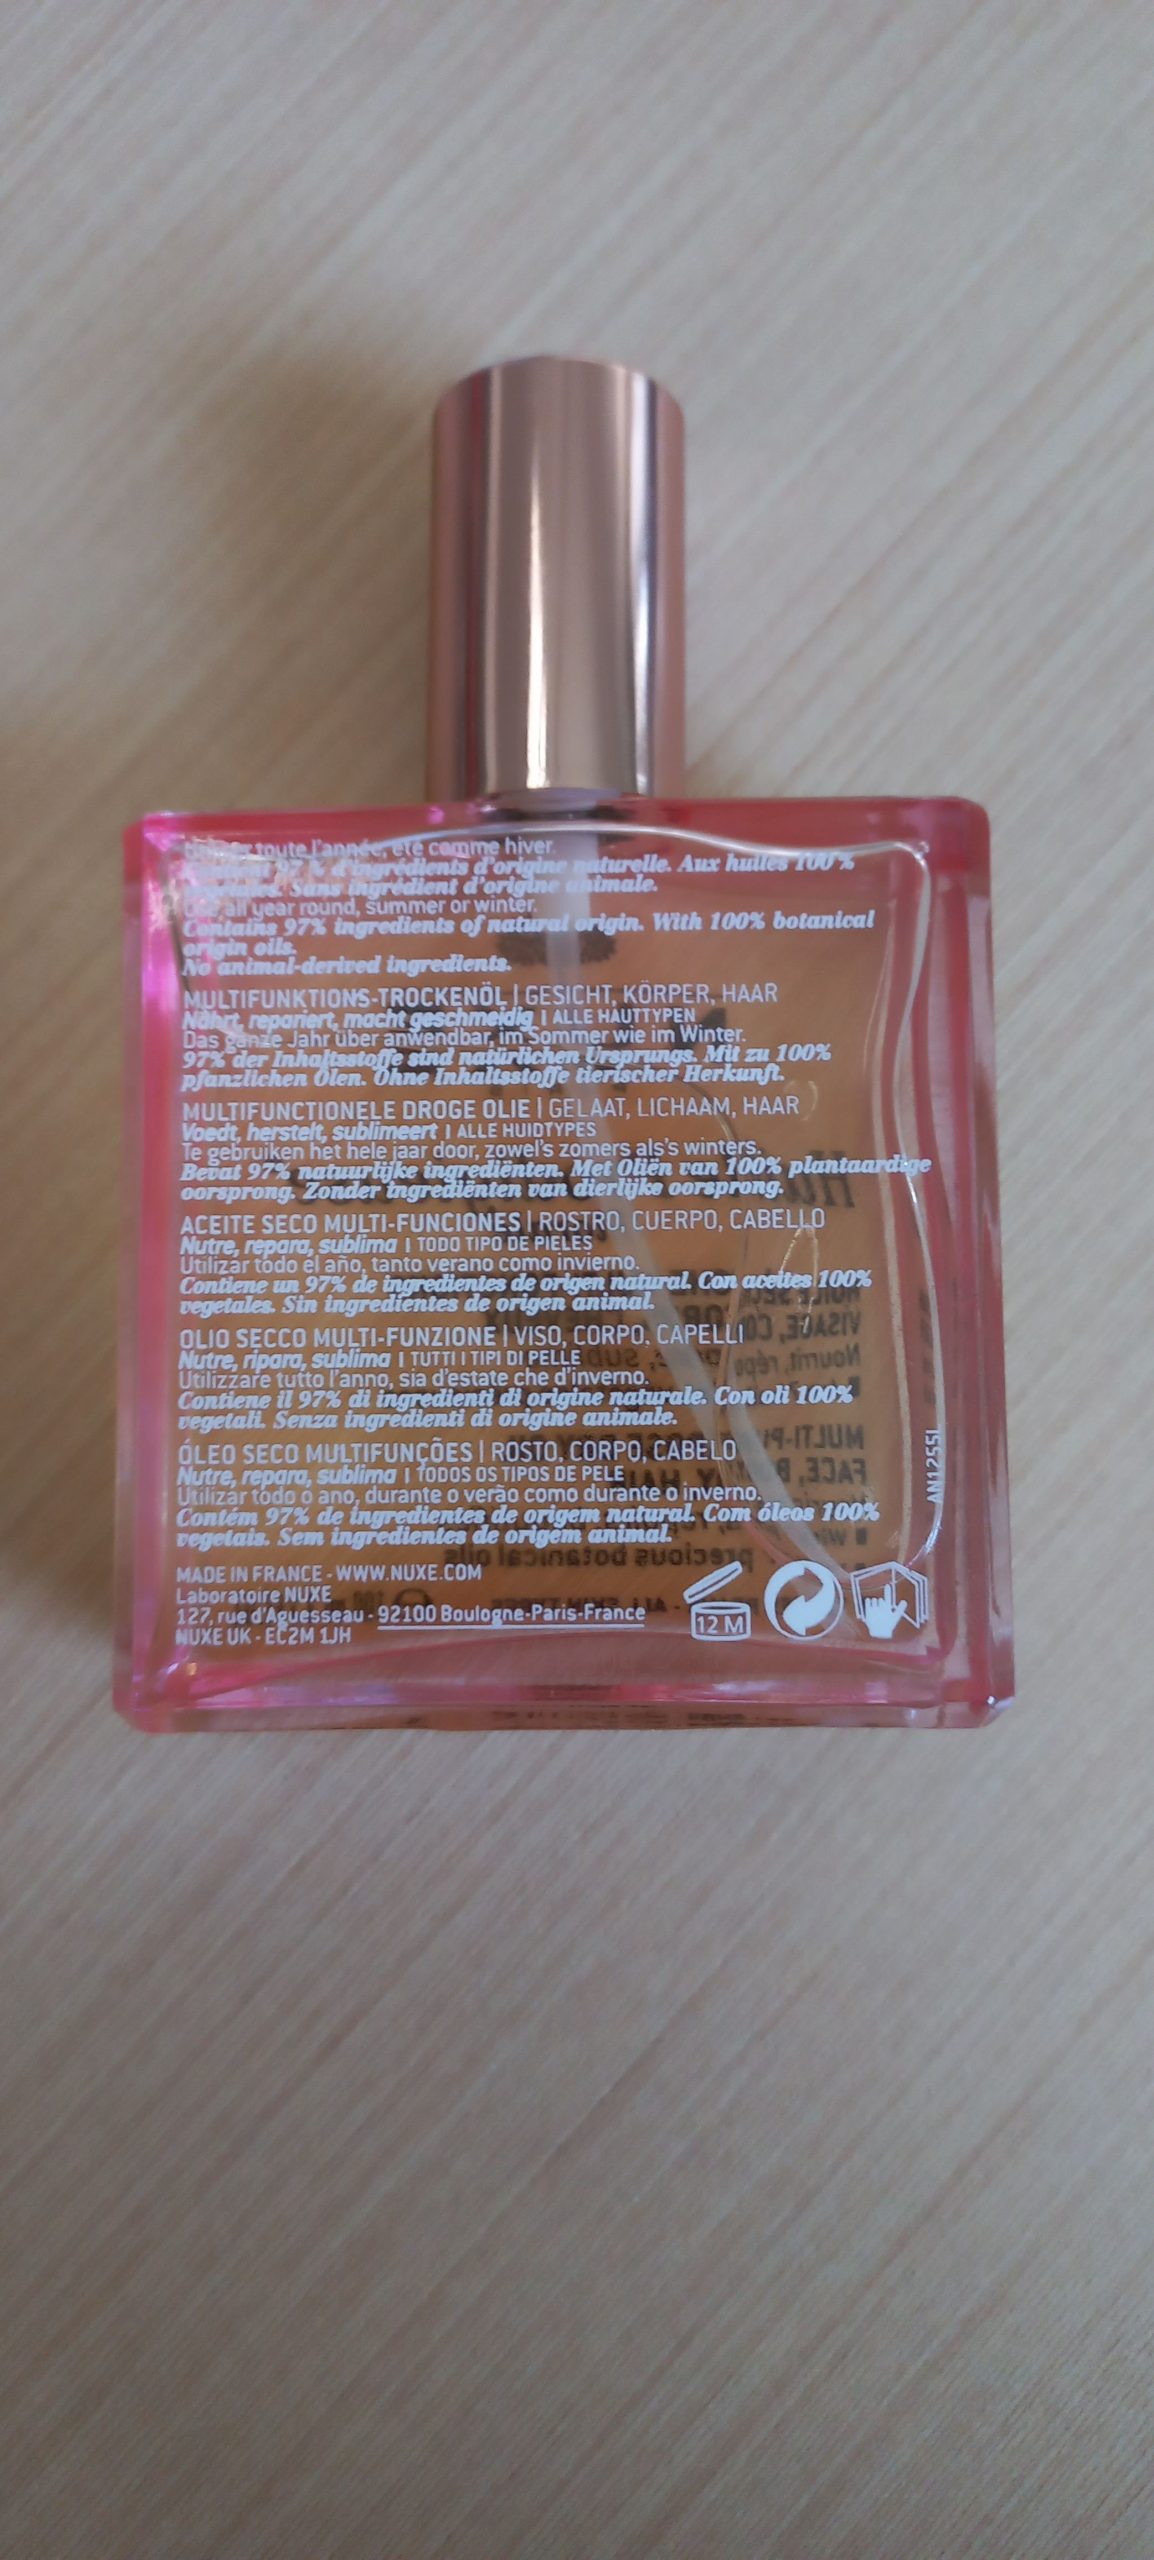 toute l'année, été comme hiver.
97 % d'ingrédients d'origine naturelle. Aux huiles 100 %
Sans ingrédient d'origine animale.
Use all year round, summer or winter.
Contains 97% ingredients of natural origin. With 100% botanical
origin oils.
No animal-derived ingredients.
MULTIFUNKTIONS-TROCKENÖL | GESICHT, KÖRPER, HAAR
Nährt, repariert, macht geschmeidig | ALLE HAUTTYPEN
Das ganze Jahr über anwendbar, im Sommer wie im Winter.
97% der Inhaltsstoffe sind natürlichen Ursprungs. Mit zu 100%
pfanzlichen Ölen. Ohne Inhaltsstoffe tierischer Herkunft.
MULTIFUNCTIONELE DROGE OLIE | GELAAT, LICHAAM, HAAR
Voedt, herstelt, sublimeert | ALLE HUIDTYPES
Te gebruiken het hele jaar door, zowel's zomers als's winters.
Bevat 97% natuurlijke ingrediënten. Met Oliën van 100% plantaardige
oorsprong. Zonder ingrediënten van dierlijke oorsprong.
ACEITE SECO MULTI-FUNCIONES | ROSTRO, CUERPO, CABELLO
Nutre, repara, sublima | TODO TIPO DE PIELES
Utilizar todo el año, tanto verano como invierno.
Contiene un 97% de ingredientes de origen natural. Con aceites 100%
vegetales. Sin ingredientes de origen animal.
OLIO SECCO MULTI-FUNZIONE | VISO, CORPO, CAPELLI
Nutre, ripara, sublima | TUTTI I TIPI DI PELLE
Utilizzare tutto l'anno, sia d'estate che d'inverno.
Contiene il 97% di ingredienti di origine naturale. Con oli 100%
vegetali. Senza ingredienti di origine animale.
ÓLEO SECO MULTIFUNÇÕES | ROSTO, CORPO, CABELO
Nutre, repara, sublima | TODOS OS TIPOS DE PELE
Utilizar todo o ano, durante o verão como durante o inverno.
Contém 97% de ingredientes de origem natural. Com óleos 100%
vegetais. Sem ingredientes de origem animal.
MADE IN FRANCE - WWW.NUXE.COM
Laboratoire NUXE
127, rue d'Aguesseau - 92100 Boulogne-Paris-France
NUXE UK - EC2M 1JH
12 M
AN1255L